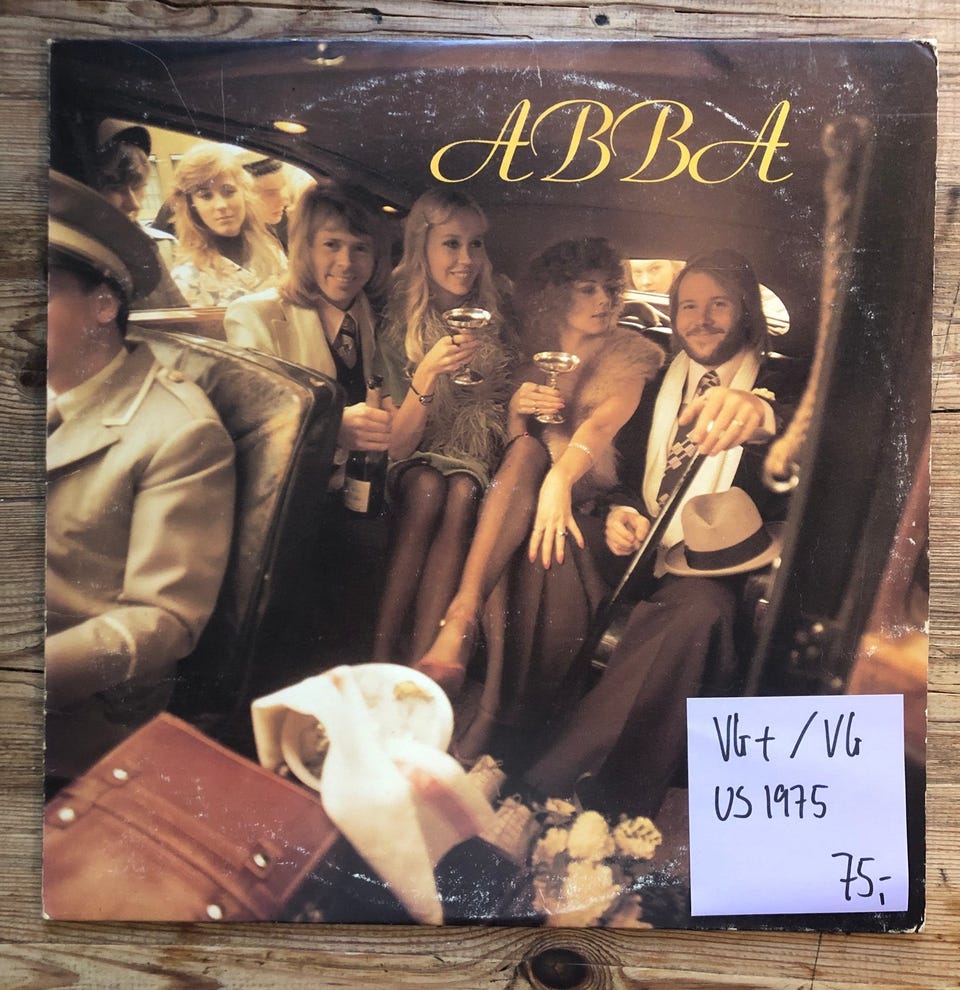 ABBA
VG+ / VG
US 1975
75,-